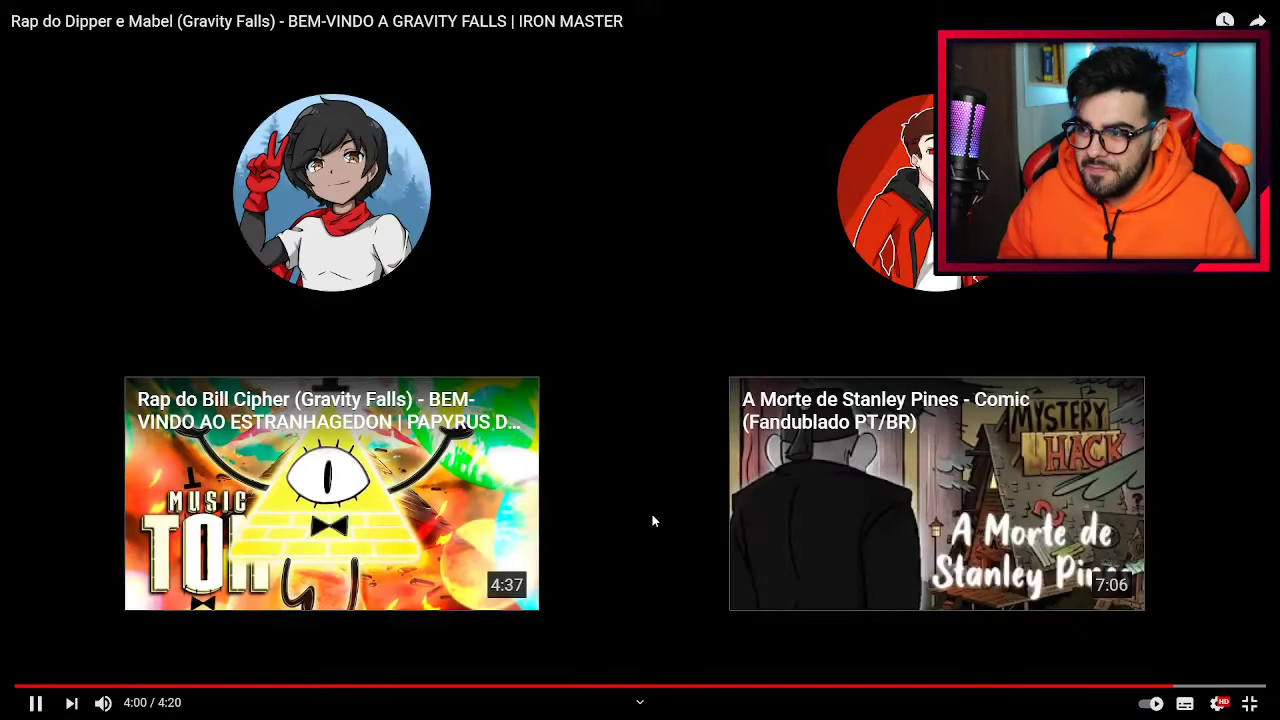 Rap do Dipper e Mabel (Gravity Falls) - BEM-VINDO A GRAVITY FALLS | IRON MASTER
Rap do Bill Cipher (Gravity Falls) - BEM-
VINDO AO ESTRANHAGEDON | PAPYRUS D...
MUSIC
4:37
A Morte de Stanley Pines - Comic
(Fandublado PT/BR)
MYSTERY
HACK
A Morte de
Stanley
7:06
4:00 / 4:20
HD